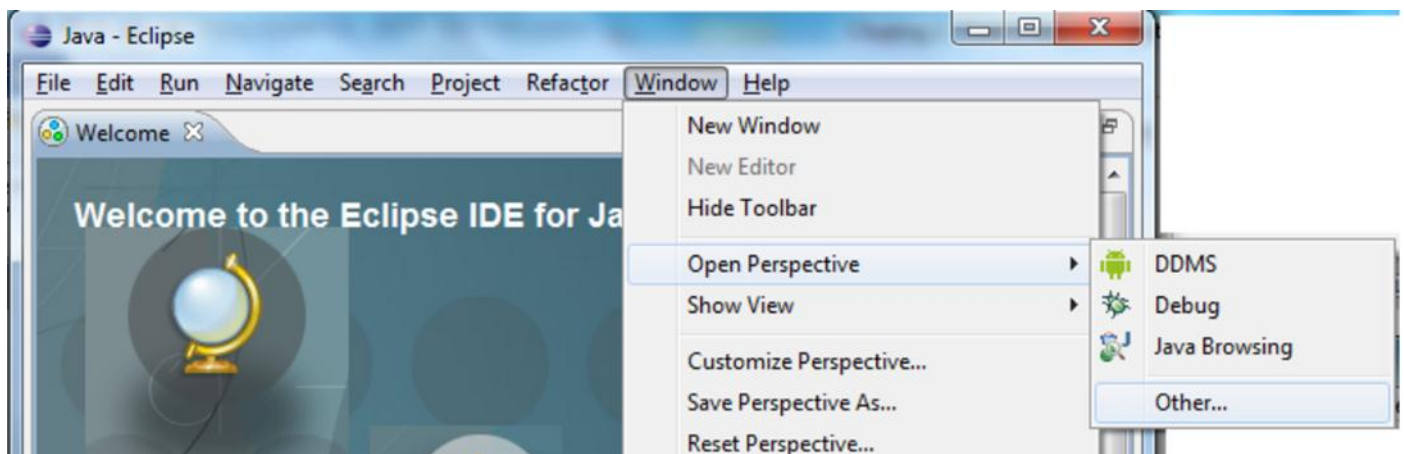 Java - Eclipse
File Edit Run Navigate Search Project Refactor Window Help
Welcome
Welcome to the Eclipse IDE for Ja
New Window
New Editor
Hide Toolbar
Open Perspective
Show View
Customize Perspective...
Save Perspective As...
Reset Perspective...
DDMS
Debug
Java Browsing
Other...